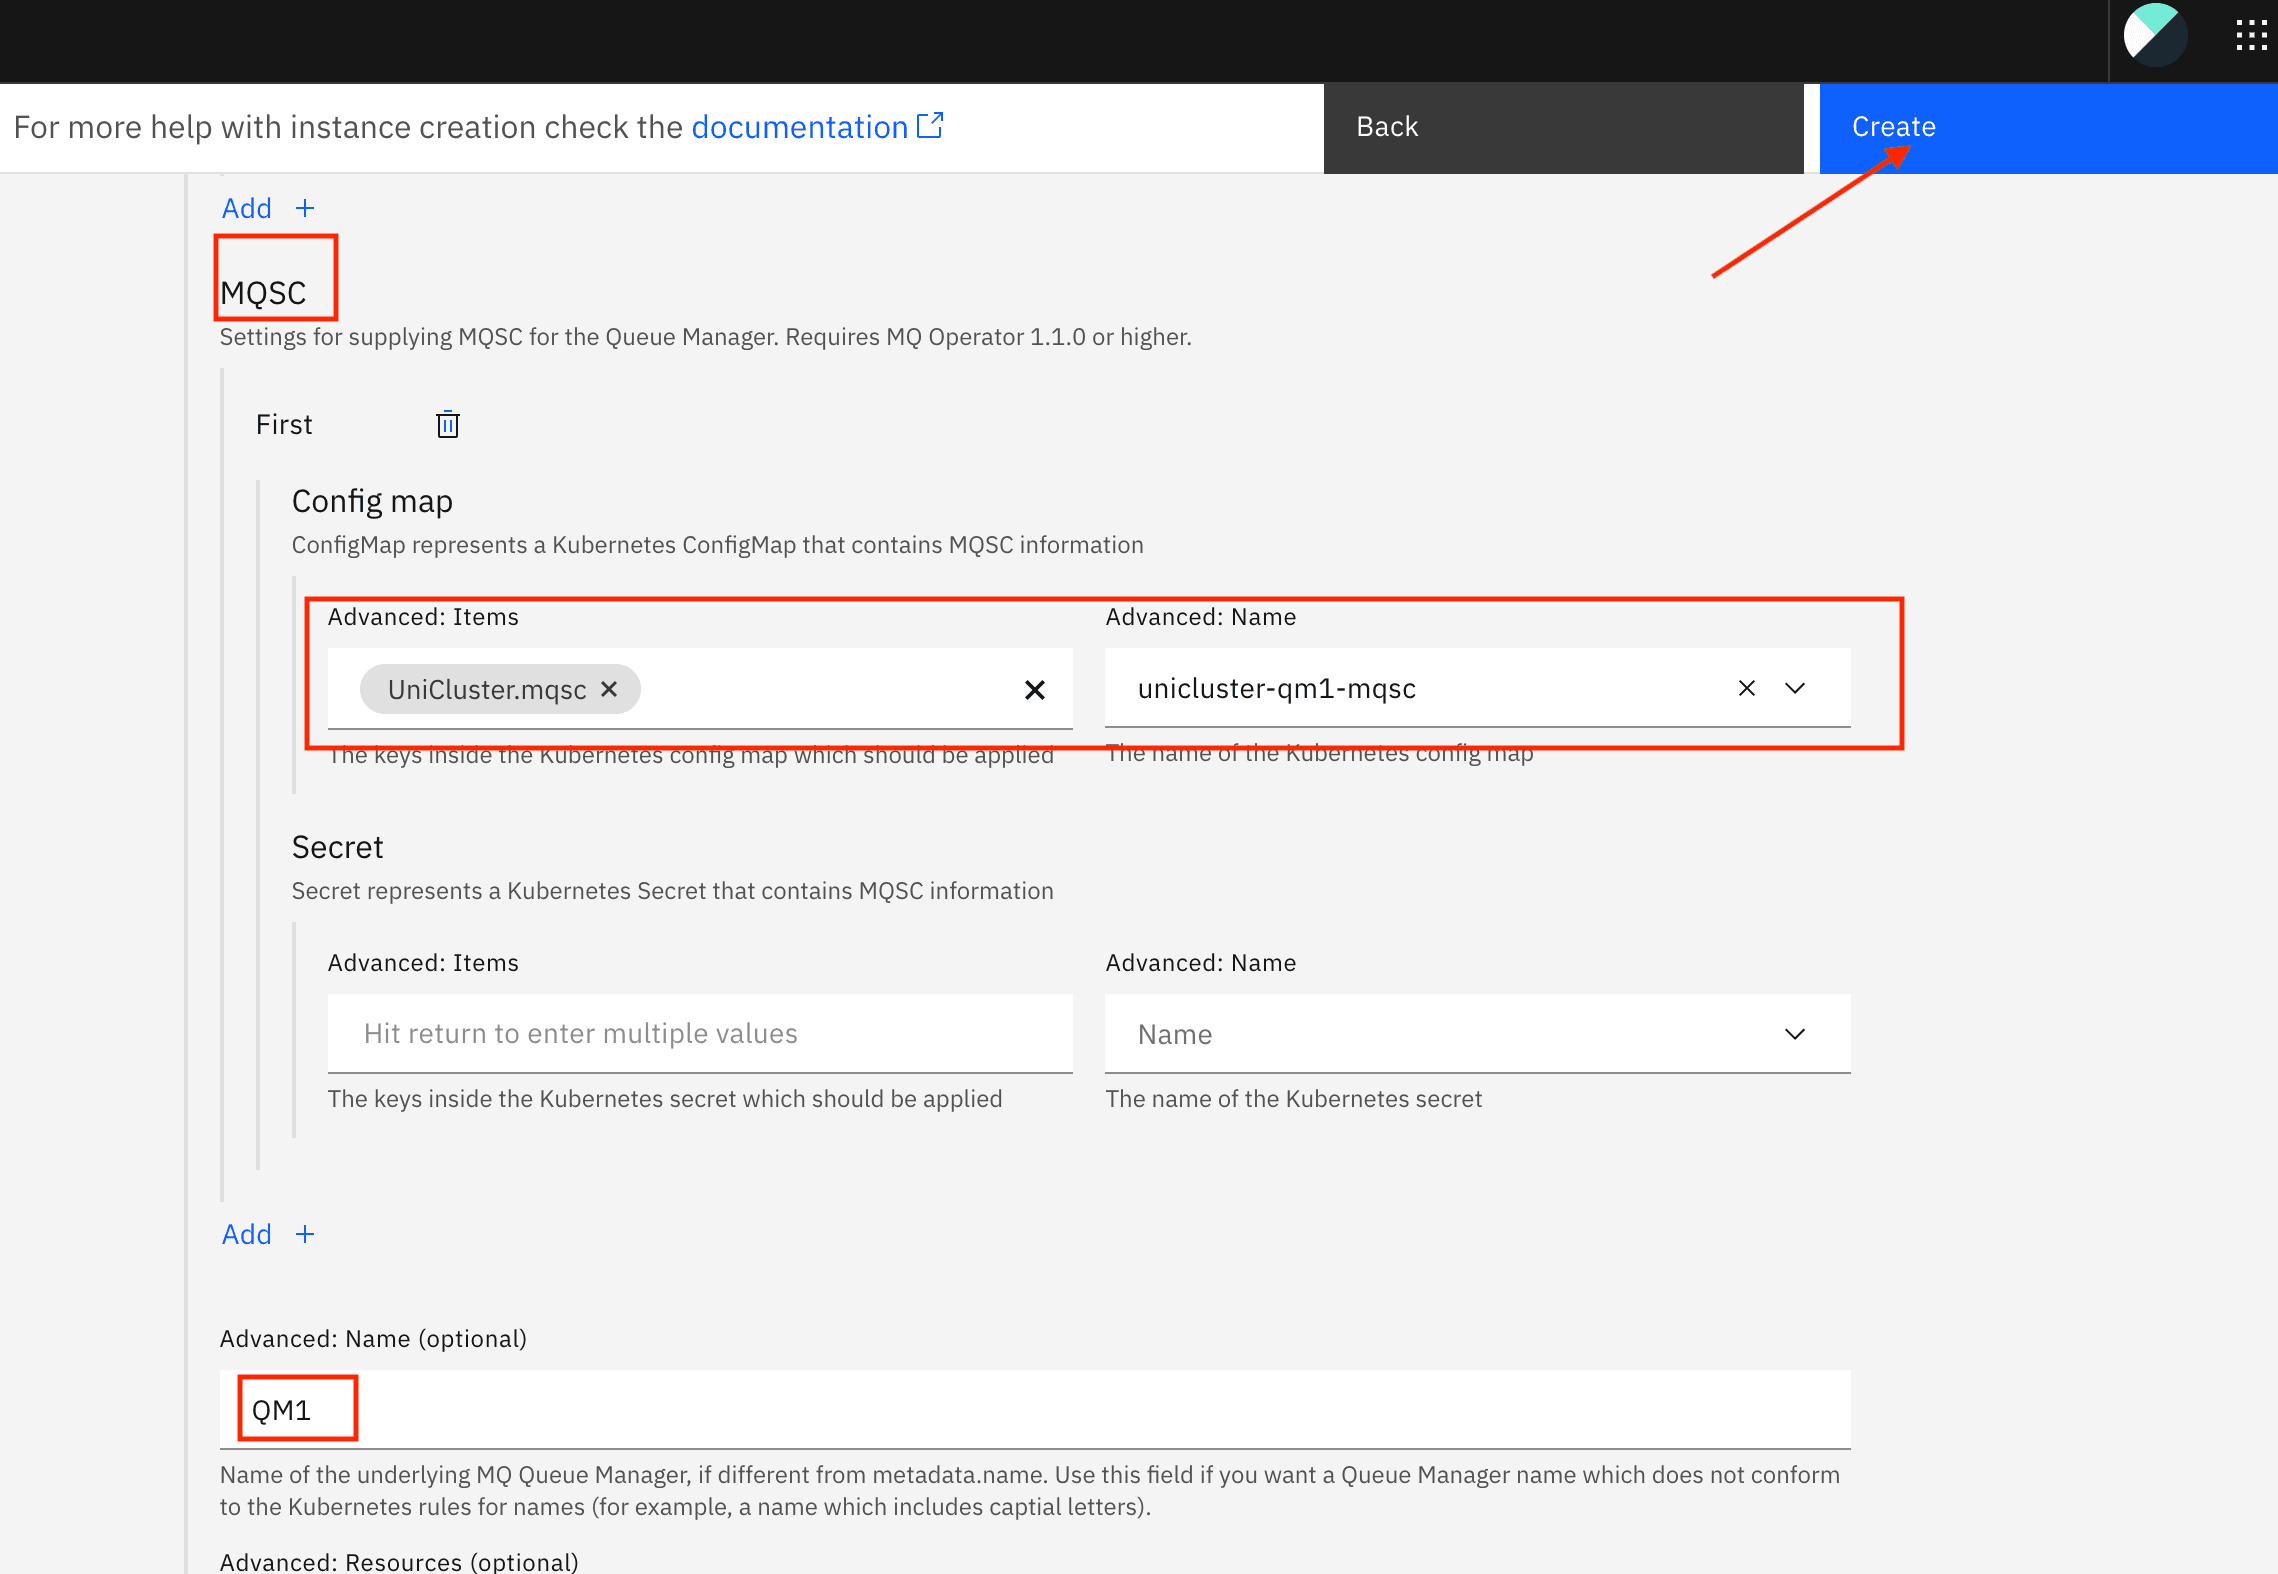 For more help with instance creation check the documentation
Back
Create
Add +
MQSC
Settings for supplying MQSC for the Queue Manager. Requires MQ Operator 1.1.0 or higher.
First
Config map
ConfigMap represents a Kubernetes ConfigMap that contains MQSC information
Advanced: Items
Advanced: Name
UniCluster.mqsc
unicluster-qm1-mqsc
The keys inside the Kubernetes config map which should be applied
The name of the Kubernetes config map
Secret
Secret represents a Kubernetes Secret that contains MQSC information
Advanced: Items
Advanced: Name
Hit return to enter multiple values
Name
The keys inside the Kubernetes secret which should be applied
The name of the Kubernetes secret
Add +
Advanced: Name (optional)
QM1
Name of the underlying MQ Queue Manager, if different from metadata.name. Use this field if you want a Queue Manager name which does not conform
to the Kubernetes rules for names (for example, a name which includes captial letters).
Advanced: Resources (optional)